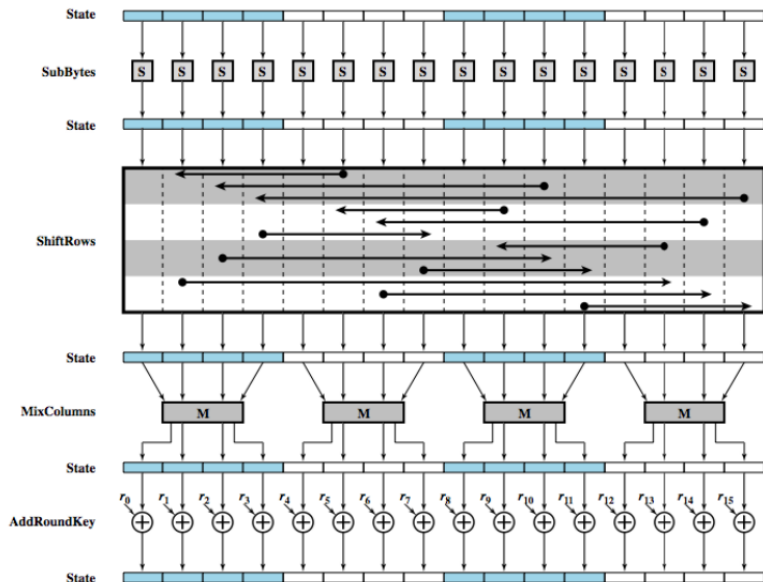 State
SubBytes S S S S S S S S S S S S S S S S
State
ShiftRows
State
MixColumns M M M M
State
r0 r1 r2 r3 r4 r5 r6 r7 r8 r9 r10 r11 r12 r13 r14 r15
AddRoundKey
State